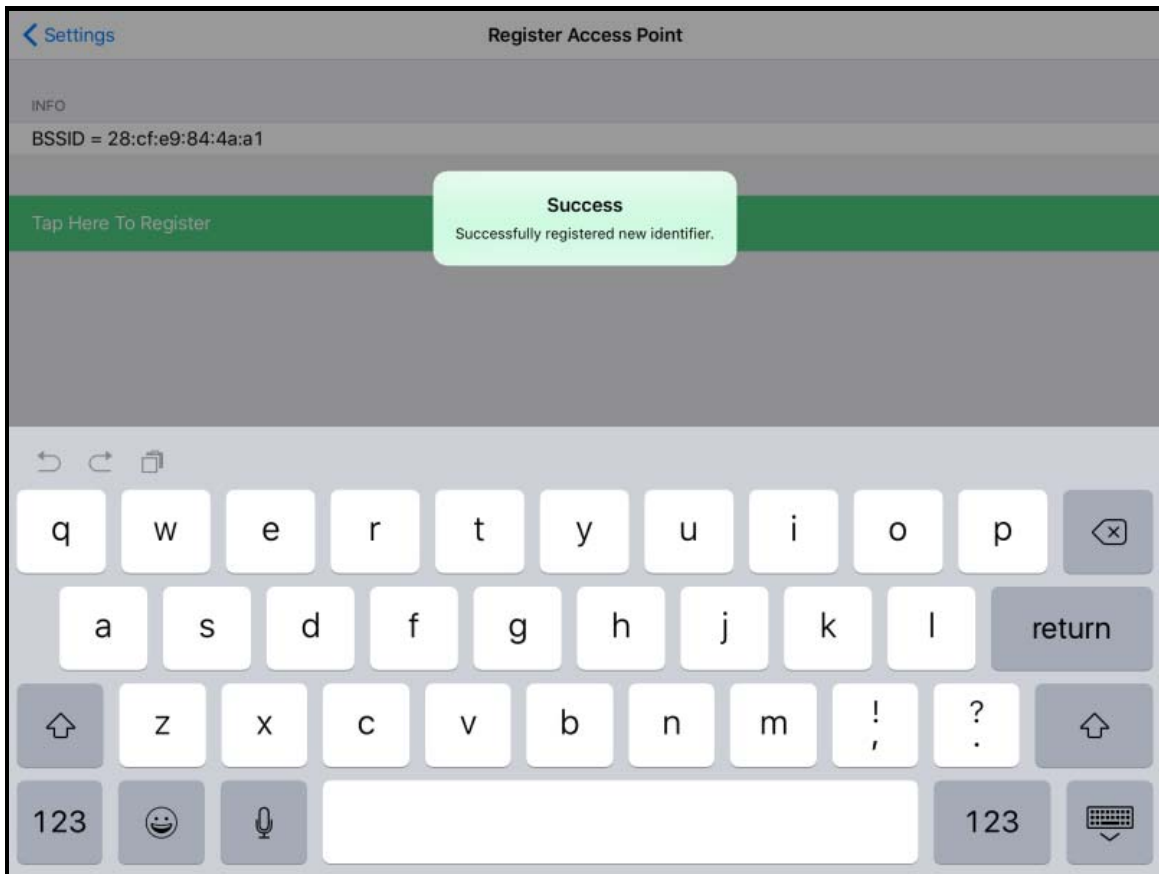 Settings
Register Access Point
INFO
BSSID = 28:cf:e9:84:4a:a1
Tap Here To Register
Success
Successfully registered new identifier.
q w e r t y u i o p
a s d f g h j k l return
z x c v b n m ! , ? .
123 123